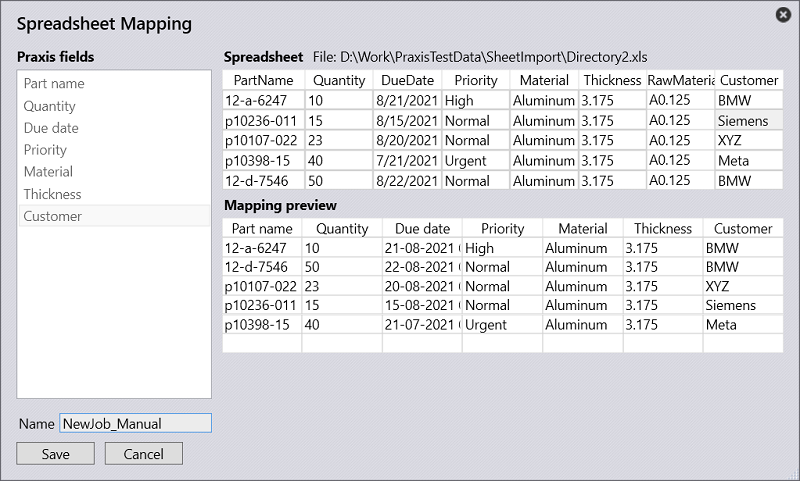 Spreadsheet Mapping
Praxis fields
Part name
Quantity
Due date
Priority
Material
Thickness
Customer
Name NewJob_Manual
Save Cancel
Spreadsheet File: D:\Work\PraxisTestData\SheetImport\Directory2.xls
PartName Quantity DueDate Priority Material Thickness RawMateria Customer
12-a-6247 10 8/21/2021 High Aluminum 3.175 A0.125 BMW
p10236-011 15 8/15/2021 Normal Aluminum 3.175 A0.125 Siemens
p10107-022 23 8/20/2021 Normal Aluminum 3.175 A0.125 XYZ
p10398-15 40 7/21/2021 Urgent Aluminum 3.175 A0.125 Meta
12-d-7546 50 8/22/2021 Normal Aluminum 3.175 A0.125 BMW
Mapping preview
Part name Quantity Due date Priority Material Thickness Customer
12-a-6247 10 21-08-2021 High Aluminum 3.175 BMW
12-d-7546 50 22-08-2021 Normal Aluminum 3.175 BMW
p10107-022 23 20-08-2021 Normal Aluminum 3.175 XYZ
p10236-011 15 15-08-2021 Normal Aluminum 3.175 Siemens
p10398-15 40 21-07-2021 Urgent Aluminum 3.175 Meta